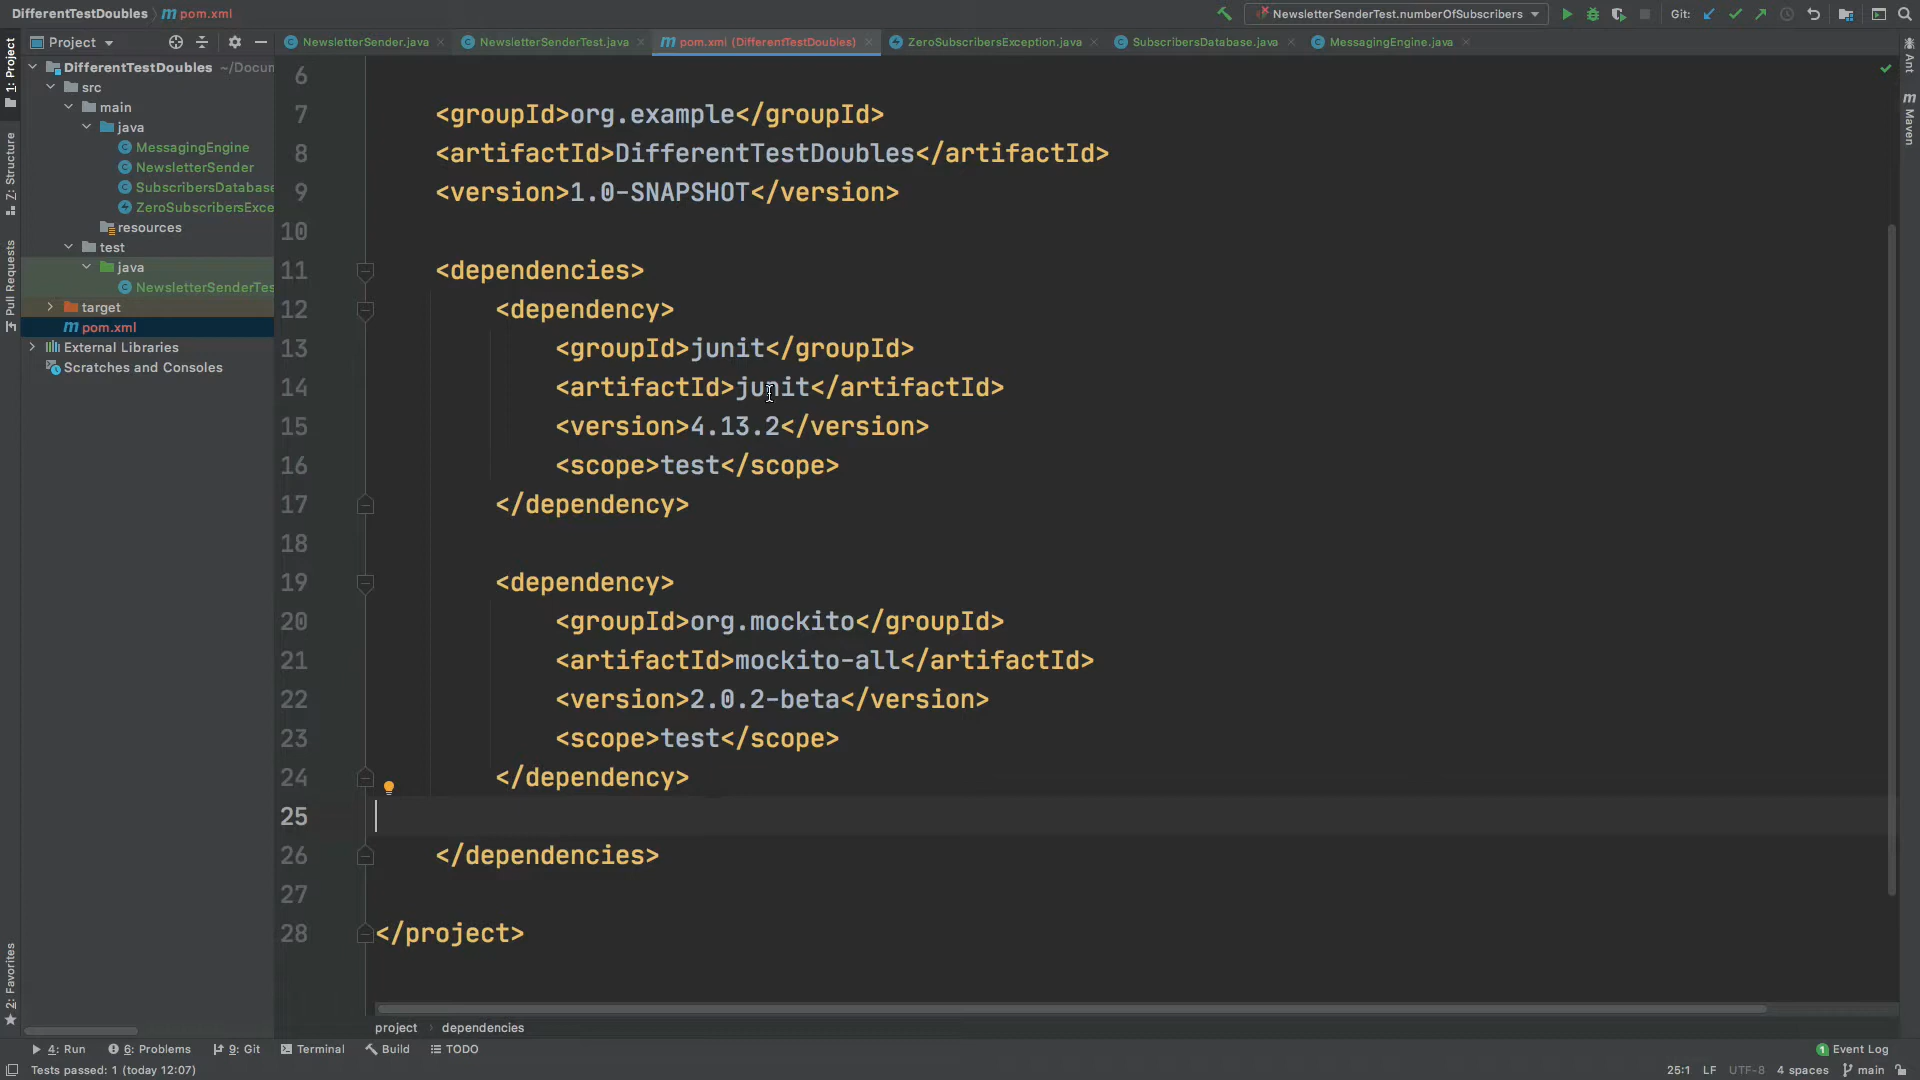 DifferentTestDoubles pom.xml
NewsletterSenderTest.numberOfSubscribers
Git:
Project
NewsletterSender.java
NewsletterSenderTest.java
pom.xml (DifferentTestDoubles)
ZeroSubscribersException.java
SubscribersDatabase.java
MessagingEngine.java
1: Project
Z: Structure
Pull Requests
2: Favorites
DifferentTestDoubles ~/Docum
src
main
java
MessagingEngine
NewsletterSender
SubscribersDatabase
ZeroSubscribersExce
resources
test
java
NewsletterSenderTes
target
pom.xml
External Libraries
Scratches and Consoles
6
7 <groupId>org.example</groupId>
8 <artifactId>DifferentTestDoubles</artifactId>
9 <version>1.0-SNAPSHOT</version>
10
11 <dependencies>
12 <dependency>
13 <groupId>junit</groupId>
14 <artifactId>junit</artifactId>
15 <version>4.13.2</version>
16 <scope>test</scope>
17 </dependency>
18
19 <dependency>
20 <groupId>org.mockito</groupId>
21 <artifactId>mockito-all</artifactId>
22 <version>2.0.2-beta</version>
23 <scope>test</scope>
24 </dependency>
25
26 </dependencies>
27
28 </project>
Ant
Maven
project dependencies
4: Run
6: Problems
9: Git
Terminal
Build
TODO
1 Event Log
Tests passed: 1 (today 12:07)
25:1 LF UTF-8 4 spaces main